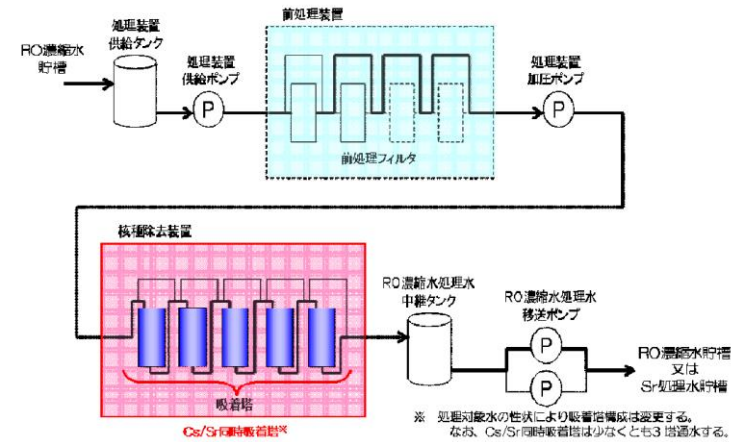 前処理装置
処理装置
供給タンク
RO濃縮水
貯槽
処理装置
供給ポンプ
P
処理装置
加圧ポンプ
P
前処理フィルタ
核種除去装置
吸着塔
Cs/Sr同時吸着塔※
RO濃縮水処理水
中継タンク
RO濃縮水処理水
移送ポンプ
P
P
RO濃縮水貯槽
又は
Sr処理水貯槽
※ 処理対象水の性状により吸着塔構成は変更する。
なお、Cs/Sr同時吸着塔は少なくとも3塔通水する。